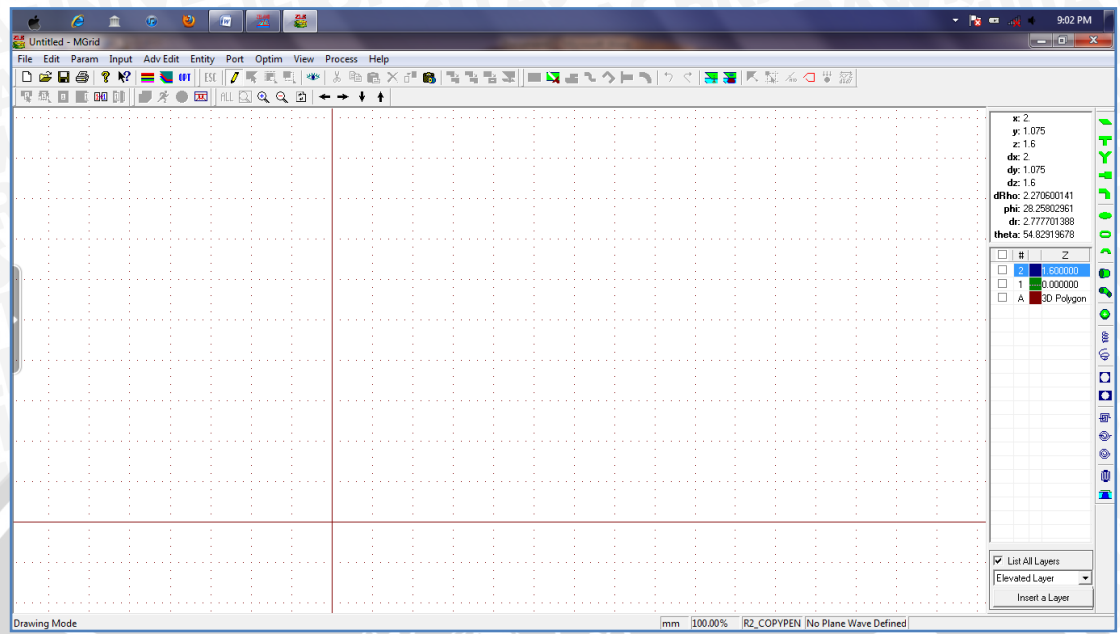 9:02 PM
Untitled - MGrid
File Edit Param Input Adv Edit Entity Port Optim View Process Help
ESC
ALL
x: 2.
y: 1.075
z: 1.6
dx: 2.
dy: 1.075
dz: 1.6
dRho: 2.270600141
phi: 28.25802961
dr: 2.777701388
theta: 54.82919678
# Z
2 1.600000
1 0.000000
A 3D Polygon
List All Layers
Elevated Layer
Insert a Layer
Drawing Mode
mm 100.00% R2_COPYPEN No Plane Wave Defined